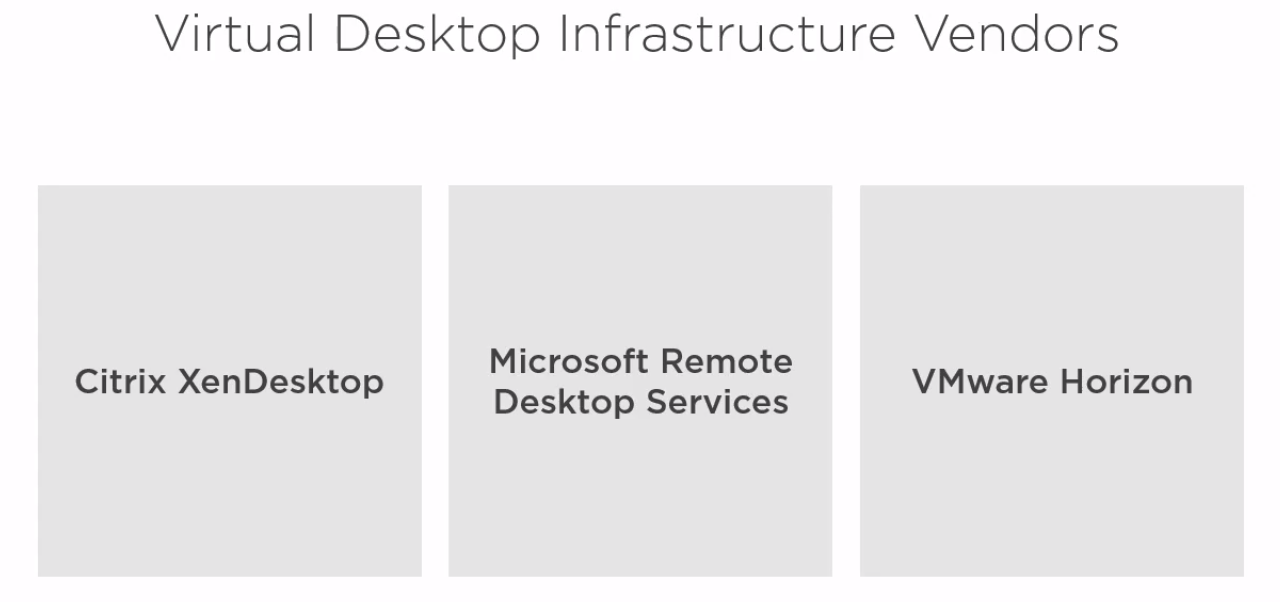 Virtual Desktop Infrastructure Vendors
Citrix XenDesktop
Microsoft Remote
Desktop Services
VMware Horizon